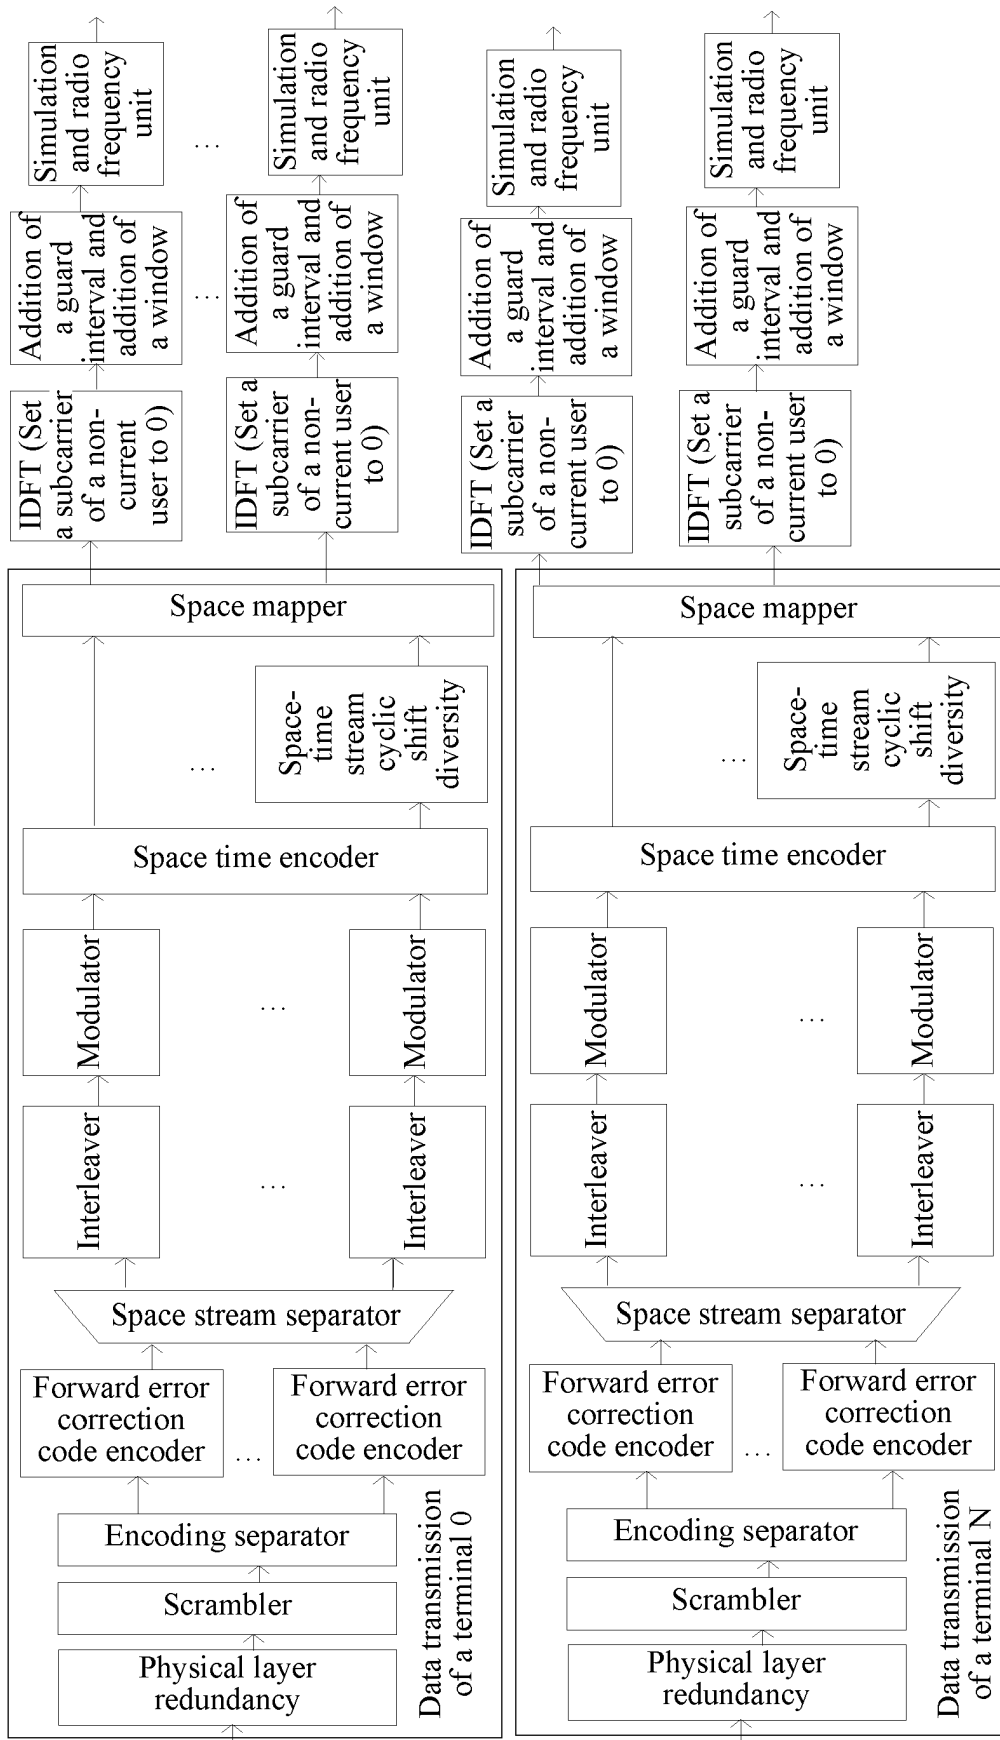 Simulation
and radio
frequency
unit
...
Simulation
and radio
frequency
unit
Simulation
and radio
frequency
unit
Simulation
and radio
frequency
unit
Addition of
a guard
interval and
addition of
a window
...
Addition of
a guard
interval and
addition of
a window
Addition of
a guard
interval and
addition of
a window
Addition of
a guard
interval and
addition of
a window
IDFT (Set
a subcarrier
of a non-
current
user to 0)
IDFT (Set a
subcarrier
of a non-
current user
to 0)
IDFT (Set a
subcarrier
of a non-
current user
to 0)
IDFT (Set a
subcarrier
of a non-
current user
to 0)
Space mapper
...
Space-
time
stream
cyclic
shift
diversity
Space time encoder
Modulator
...
Modulator
Interleaver
...
Interleaver
Space stream separator
Forward error
correction
code encoder
...
Forward error
correction
code encoder
Encoding separator
Scrambler
Physical layer
redundancy
Data transmission
of a terminal 0
Space mapper
...
Space-
time
stream
cyclic
shift
diversity
Space time encoder
Modulator
...
Modulator
Interleaver
...
Interleaver
Space stream separator
Forward error
correction
code encoder
...
Forward error
correction
code encoder
Encoding separator
Scrambler
Physical layer
redundancy
Data transmission
of a terminal N